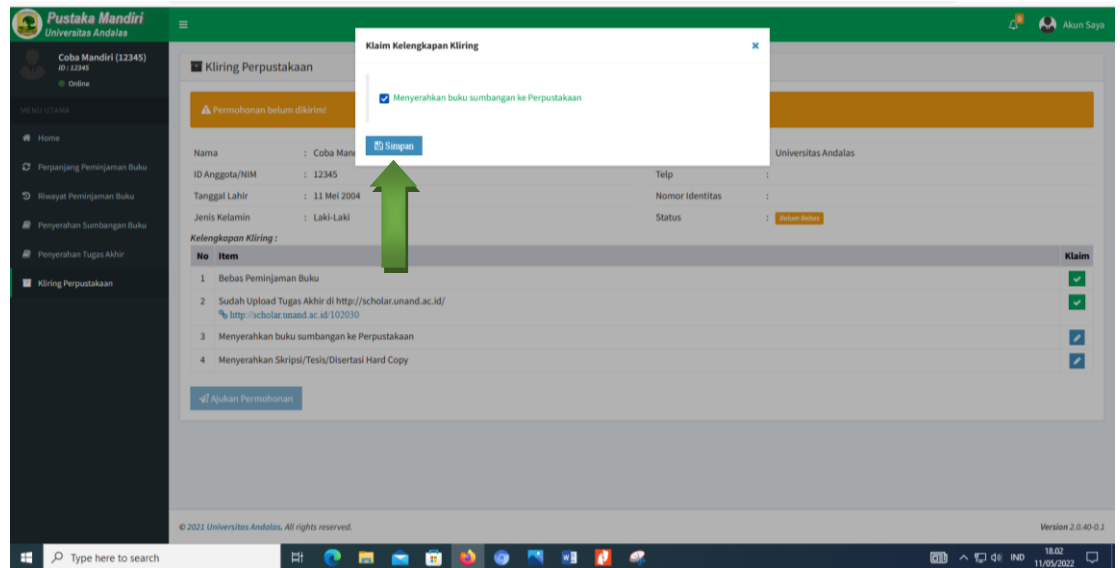 Pustaka Mandiri
Universitas Andalas
Akun Saya
Coba Mandiri (12345)
ID : 12345
Online
MENU UTAMA
Home
Perpanjang Peminjaman Buku
Riwayat Peminjaman Buku
Penyerahan Sumbangan Buku
Penyerahan Tugas Akhir
Kliring Perpustakaan
Klaim Kelengkapan Kliring ×
Menyerahkan buku sumbangan ke Perpustakaan
Simpan
Kliring Perpustakaan
Permohonan belum dikirim!
Nama : Coba Universitas Andalas
ID Anggota/NIM : 12345 Telp :
Tanggal Lahir : 11 Mei 2004 Nomor Identitas :
Jenis Kelamin : Laki-Laki Status : Belum Bebas
Kelengkapan Kliring :
No Item Klaim
1 Bebas Peminjaman Buku
2 Sudah Upload Tugas Akhir di http://scholar.unand.ac.id/
http://scholar.unand.ac.id/102030
3 Menyerahkan buku sumbangan ke Perpustakaan
4 Menyerahkan Skripsi/Tesis/Disertasi Hard Copy
Ajukan Permohonan
© 2021 Universitas Andalas. All rights reserved. Version 2.0.40-0.1
Type here to search
IND
18.02
11/05/2022